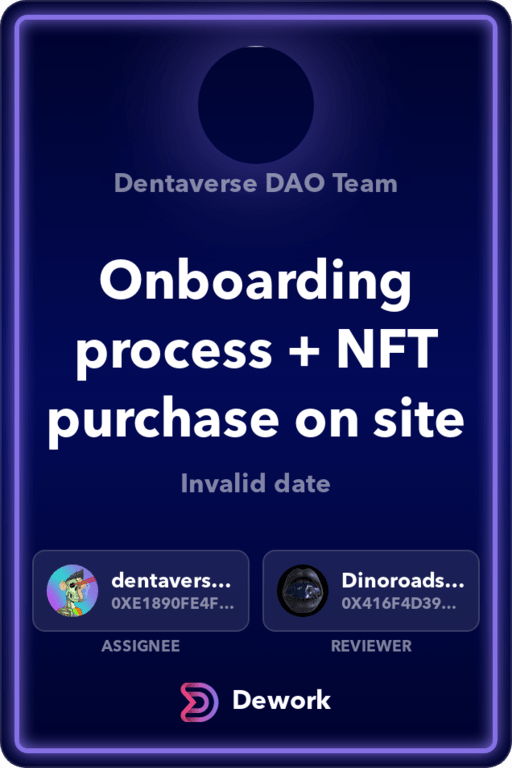 Dentaverse DAO Team
Onboarding
process + NFT
purchase on site
Invalid date
dentavers...
0XE1890FE4F...
ASSIGNEE
Dinoroads...
0X416F4D39...
REVIEWER
Dework